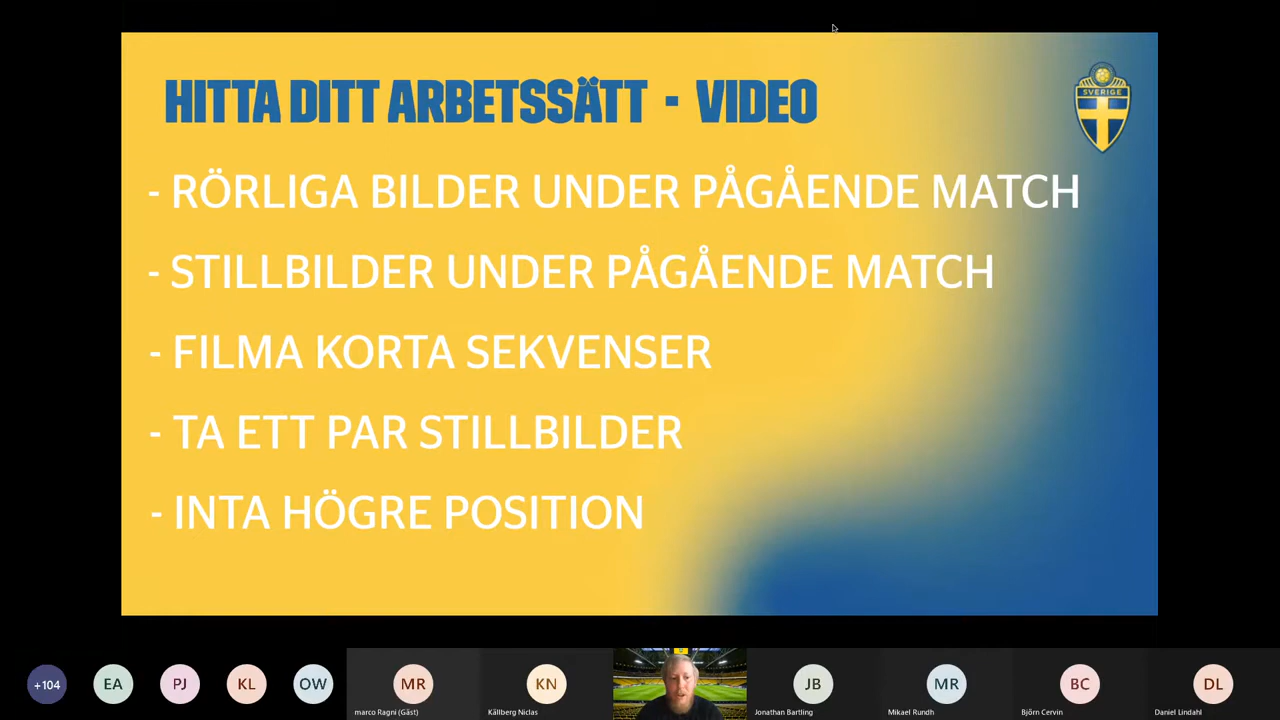 HITTA DITT ARBETSSÄTT - VIDEO
SVERIGE
- RÖRLIGA BILDER UNDER PÅGÅENDE MATCH
- STILLBILDER UNDER PÅGÅENDE MATCH
- FILMA KORTA SEKVENSER
- TA ETT PAR STILLBILDER
- INTA HÖGRE POSITION
+104 EA PJ KL OW MR KN JB MR BC DL
marco Ragni (Gäst) Källberg Niclas Jonathan Bartling Mikael Rundh Björn Cervin Daniel Lindahl